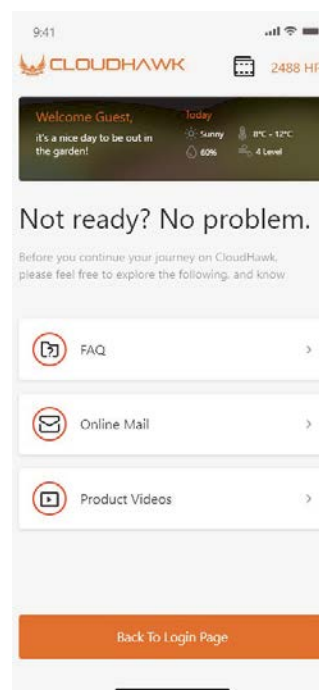 9:41
CLOUDHAWK
2488 HP
Welcome Guest,
it's a nice day to be out in
the garden!
Today
Sunny
8°C - 12°C
60%
4 Level
Not ready? No problem.
Before you continue your journey on CloudHawk,
please feel free to explore the following, and know
FAQ
Online Mail
Product Videos
Back To Login Page